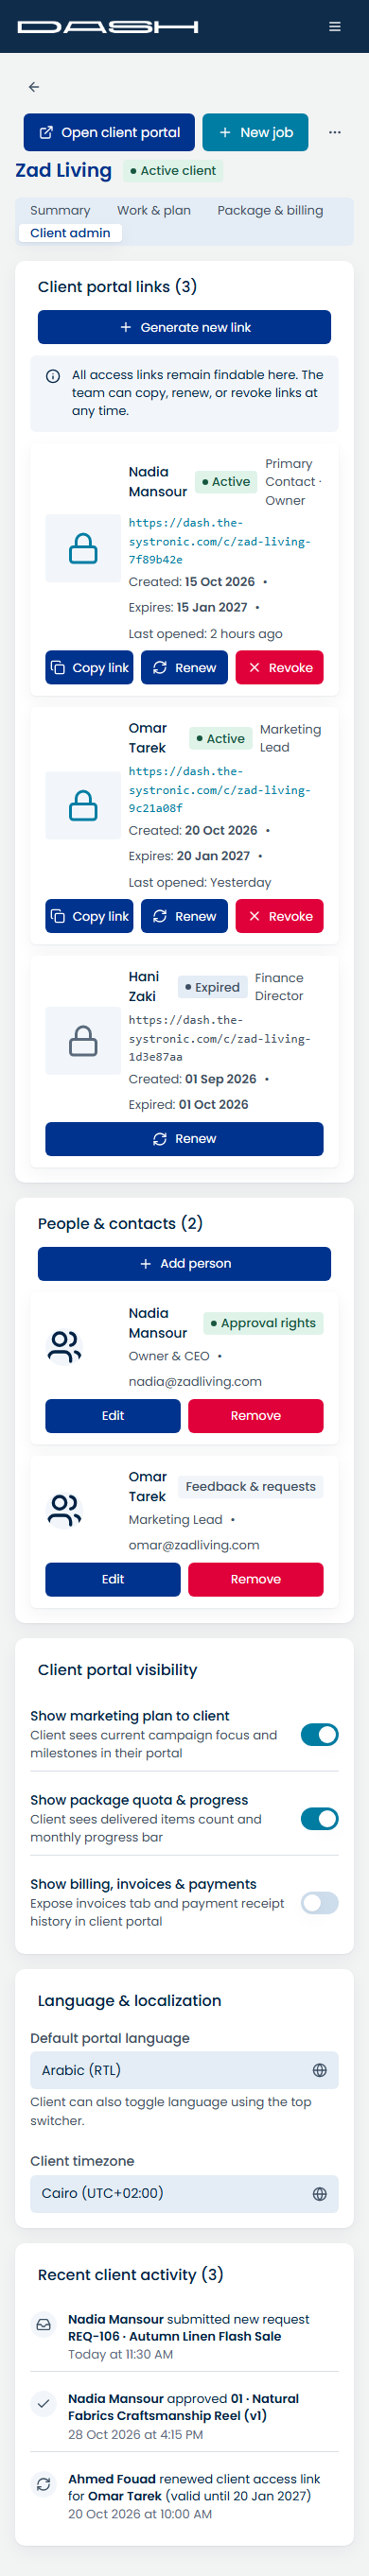 DASH
Open client portal
+ New job
...
Zad Living
Active client
Summary
Work & plan
Package & billing
Client admin
Client portal links (3)
+ Generate new link
All access links remain findable here. The
team can copy, renew, or revoke links at
any time.
Nadia
Mansour
Active
Primary
Contact ·
Owner
https://dash.the-
systronic.com/c/zad-living-
7f89b42e
Created: 15 Oct 2026 •
Expires: 15 Jan 2027 •
Last opened: 2 hours ago
Copy link
Renew
Revoke
Omar
Tarek
Active
Marketing
Lead
https://dash.the-
systronic.com/c/zad-living-
9c21a08f
Created: 20 Oct 2026 •
Expires: 20 Jan 2027 •
Last opened: Yesterday
Copy link
Renew
Revoke
Hani
Zaki
Expired
Finance
Director
https://dash.the-
systronic.com/c/zad-living-
1d3e87aa
Created: 01 Sep 2026 •
Expired: 01 Oct 2026
Renew
People & contacts (2)
+ Add person
Nadia
Mansour
Approval rights
Owner & CEO •
nadia@zadliving.com
Edit
Remove
Omar
Tarek
Feedback & requests
Marketing Lead •
omar@zadliving.com
Edit
Remove
Client portal visibility
Show marketing plan to client
Client sees current campaign focus and
milestones in their portal
Show package quota & progress
Client sees delivered items count and
monthly progress bar
Show billing, invoices & payments
Expose invoices tab and payment receipt
history in client portal
Language & localization
Default portal language
Arabic (RTL)
Client can also toggle language using the top
switcher.
Client timezone
Cairo (UTC+02:00)
Recent client activity (3)
Nadia Mansour submitted new request
REQ-106 · Autumn Linen Flash Sale
Today at 11:30 AM
Nadia Mansour approved 01 · Natural
Fabrics Craftsmanship Reel (v1)
28 Oct 2026 at 4:15 PM
Ahmed Fouad renewed client access link
for Omar Tarek (valid until 20 Jan 2027)
20 Oct 2026 at 10:00 AM